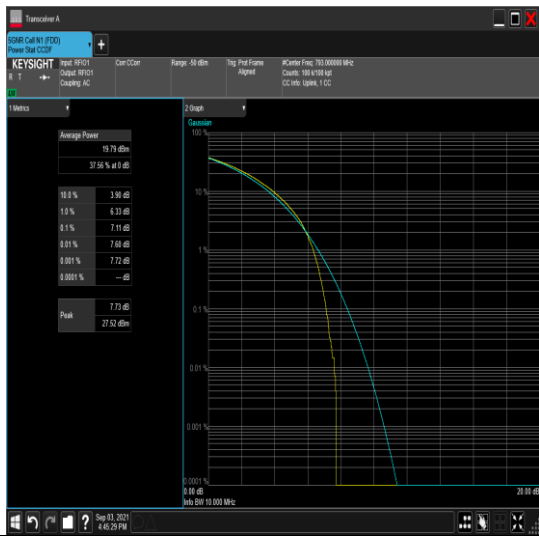 Transceiver A
5GNR Cell N1 (FDD)
Power Stat CCDF
KEYSIGHT
R T
Input: RFIO1
Output: RFIO1
Coupling: AC
Corr CCorr
Range: -50 dBm
Trig: Prot Frame
Aligned
#Center Freq: 793.000000 MHz
Counts: 100 k/100 kpt
CC Info: Uplink, 1 CC
1 Metrics
Average Power
19.79 dBm
37.56 % at 0 dB
10.0 % 3.90 dB
1.0 % 6.33 dB
0.1 % 7.11 dB
0.01 % 7.60 dB
0.001 % 7.72 dB
0.0001 % --- dB
Peak
7.73 dB
27.52 dBm
2 Graph
Gaussian
100 %
10 %
1 %
0.1 %
0.01 %
0.001 %
0.0001 %
0.00 dB 20.00 dB
Info BW 10.000 MHz
Sep 03, 2021
4:45:29 PM